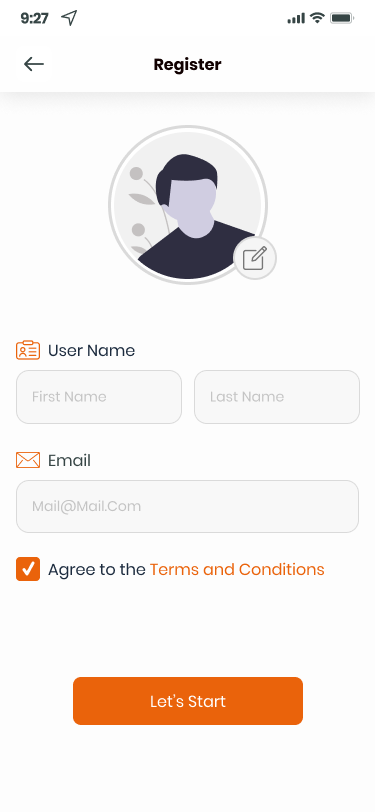 9:27
Register
User Name
First Name
Last Name
Email
Mail@Mail.Com
Agree to the Terms and Conditions
Let's Start